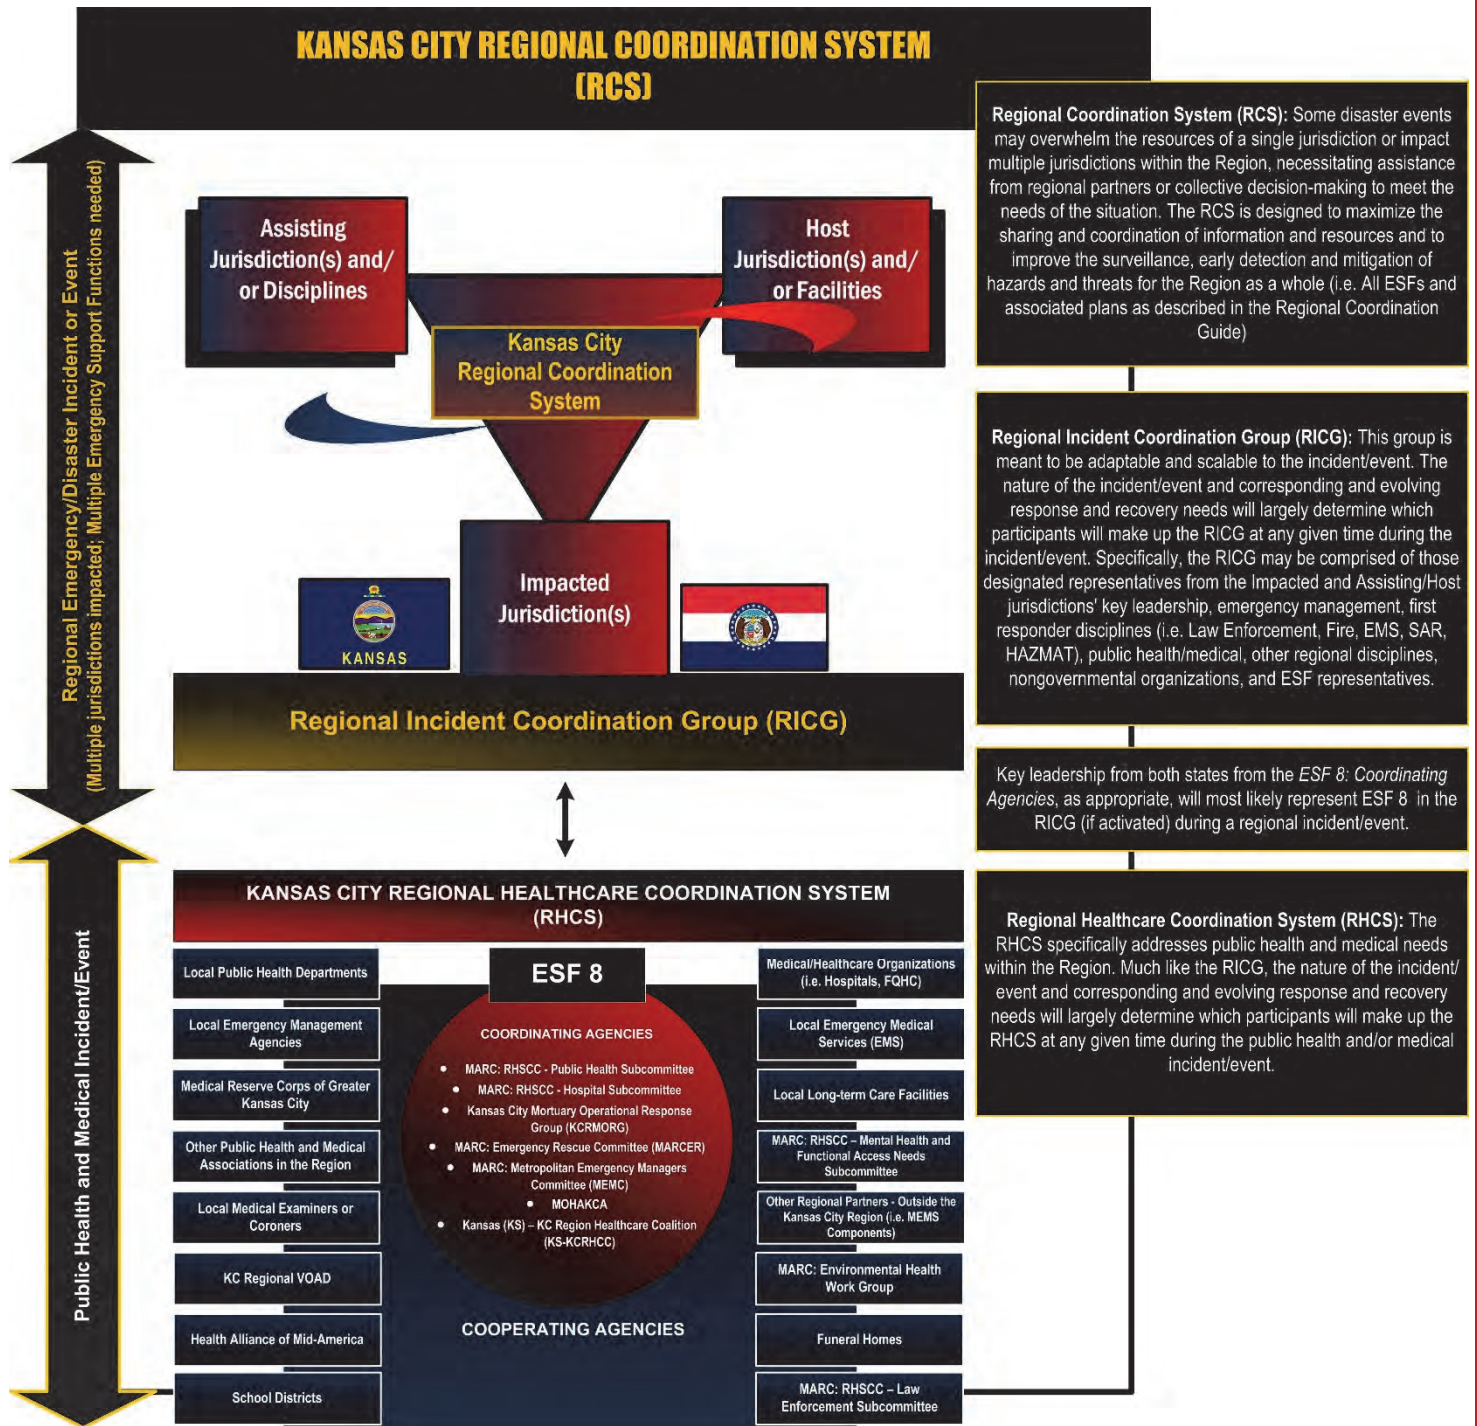 KANSAS CITY REGIONAL COORDINATION SYSTEM
(RCS)
Regional Emergency/Disaster Incident or Event
(Multiple jurisdictions impacted; Multiple Emergency Support Functions needed)
Assisting
Jurisdiction(s) and/
or Disciplines
Host
Jurisdiction(s) and/
or Facilities
Kansas City
Regional Coordination
System
Impacted
Jurisdiction(s)
KANSAS
Regional Incident Coordination Group (RICG)
Regional Coordination System (RCS): Some disaster events
may overwhelm the resources of a single jurisdiction or impact
multiple jurisdictions within the Region, necessitating assistance
from regional partners or collective decision-making to meet the
needs of the situation. The RCS is designed to maximize the
sharing and coordination of information and resources and to
improve the surveillance, early detection and mitigation of
hazards and threats for the Region as a whole (i.e. All ESFs and
associated plans as described in the Regional Coordination
Guide)
Regional Incident Coordination Group (RICG): This group is
meant to be adaptable and scalable to the incident/event. The
nature of the incident/event and corresponding and evolving
response and recovery needs will largely determine which
participants will make up the RICG at any given time during the
incident/event. Specifically, the RICG may be comprised of those
designated representatives from the Impacted and Assisting/Host
jurisdictions' key leadership, emergency management, first
responder disciplines (i.e. Law Enforcement, Fire, EMS, SAR,
HAZMAT), public health/medical, other regional disciplines,
nongovernmental organizations, and ESF representatives.
Key leadership from both states from the ESF 8: Coordinating
Agencies, as appropriate, will most likely represent ESF 8 in the
RICG (if activated) during a regional incident/event.
Regional Healthcare Coordination System (RHCS): The
RHCS specifically addresses public health and medical needs
within the Region. Much like the RICG, the nature of the incident/
event and corresponding and evolving response and recovery
needs will largely determine which participants will make up the
RHCS at any given time during the public health and/or medical
incident/event.
Public Health and Medical Incident/Event
KANSAS CITY REGIONAL HEALTHCARE COORDINATION SYSTEM
(RHCS)
Local Public Health Departments
Local Emergency Management
Agencies
Medical Reserve Corps of Greater
Kansas City
Other Public Health and Medical
Associations in the Region
Local Medical Examiners or
Coroners
KC Regional VOAD
Health Alliance of Mid-America
School Districts
ESF 8
COORDINATING AGENCIES
• MARC: RHSCC - Public Health Subcommittee
• MARC: RHSCC - Hospital Subcommittee
• Kansas City Mortuary Operational Response
Group (KCRMORG)
• MARC: Emergency Rescue Committee (MARCER)
• MARC: Metropolitan Emergency Managers
Committee (MEMC)
• MOHAKCA
• Kansas (KS) – KC Region Healthcare Coalition
(KS-KCRHCC)
COOPERATING AGENCIES
Medical/Healthcare Organizations
(i.e. Hospitals, FQHC)
Local Emergency Medical
Services (EMS)
Local Long-term Care Facilities
MARC: RHSCC – Mental Health and
Functional Access Needs
Subcommittee
Other Regional Partners - Outside the
Kansas City Region (i.e. MEMS
Components)
MARC: Environmental Health
Work Group
Funeral Homes
MARC: RHSCC – Law
Enforcement Subcommittee